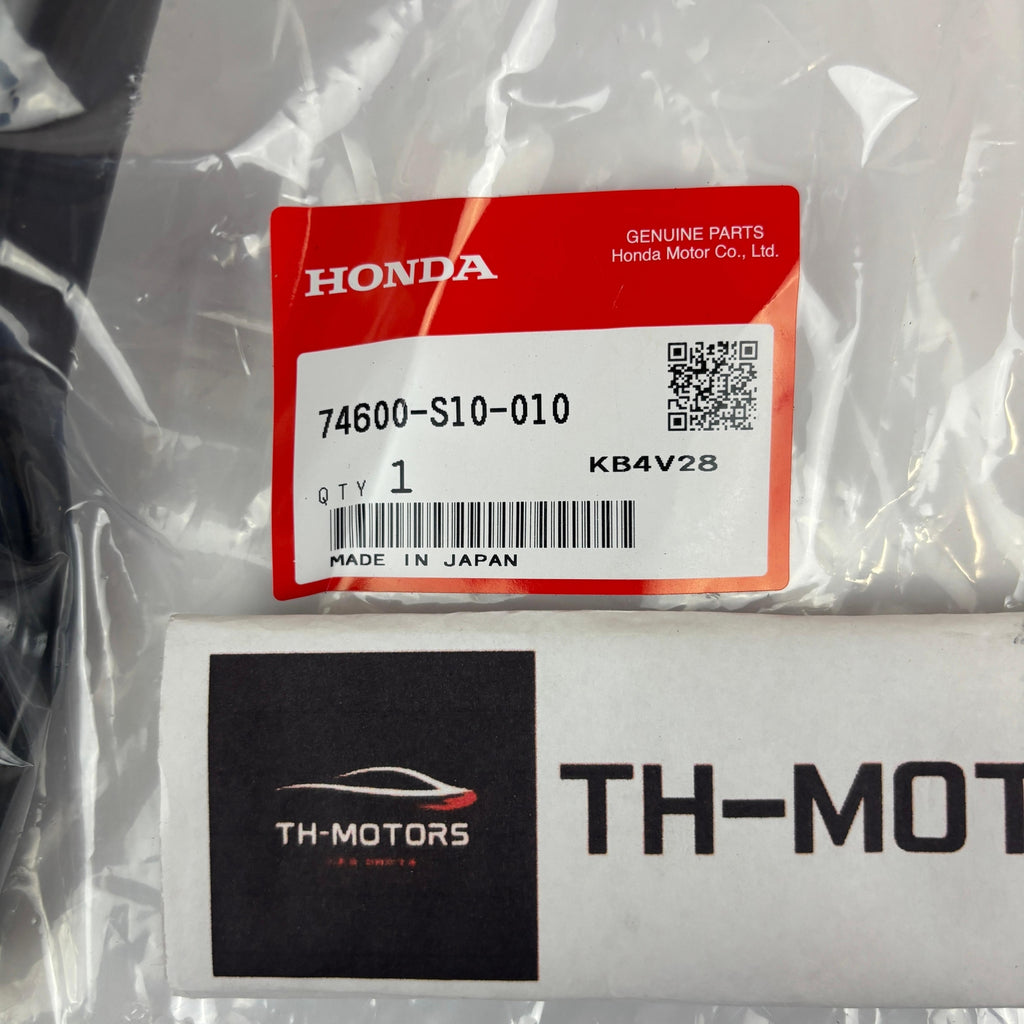 HONDA
GENUINE PARTS
Honda Motor Co., Ltd.
74600-S10-010
KB4V28
QTY 1
MADE IN JAPAN
TH-MOTORS
TH-MOT